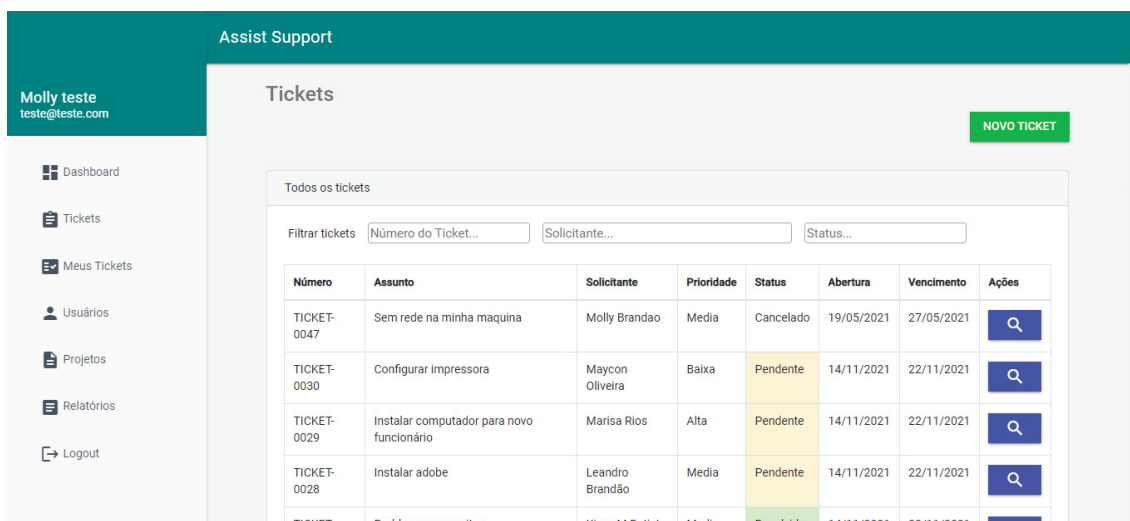 Assist Support
Molly teste
teste@teste.com
Dashboard
Tickets
Meus Tickets
Usuários
Projetos
Relatórios
Logout
Tickets
NOVO TICKET
Todos os tickets
Filtrar tickets Número do Ticket... Solicitante... Status...
Número Assunto Solicitante Prioridade Status Abertura Vencimento Ações
TICKET- Sem rede na minha maquina Molly Brandao Media Cancelado 19/05/2021 27/05/2021
0047
TICKET- Configurar impressora Maycon Baixa Pendente 14/11/2021 22/11/2021
0030 Oliveira
TICKET- Instalar computador para novo Marisa Rios Alta Pendente 14/11/2021 22/11/2021
0029 funcionário
TICKET- Instalar adobe Leandro Media Pendente 14/11/2021 22/11/2021
0028 Brandão